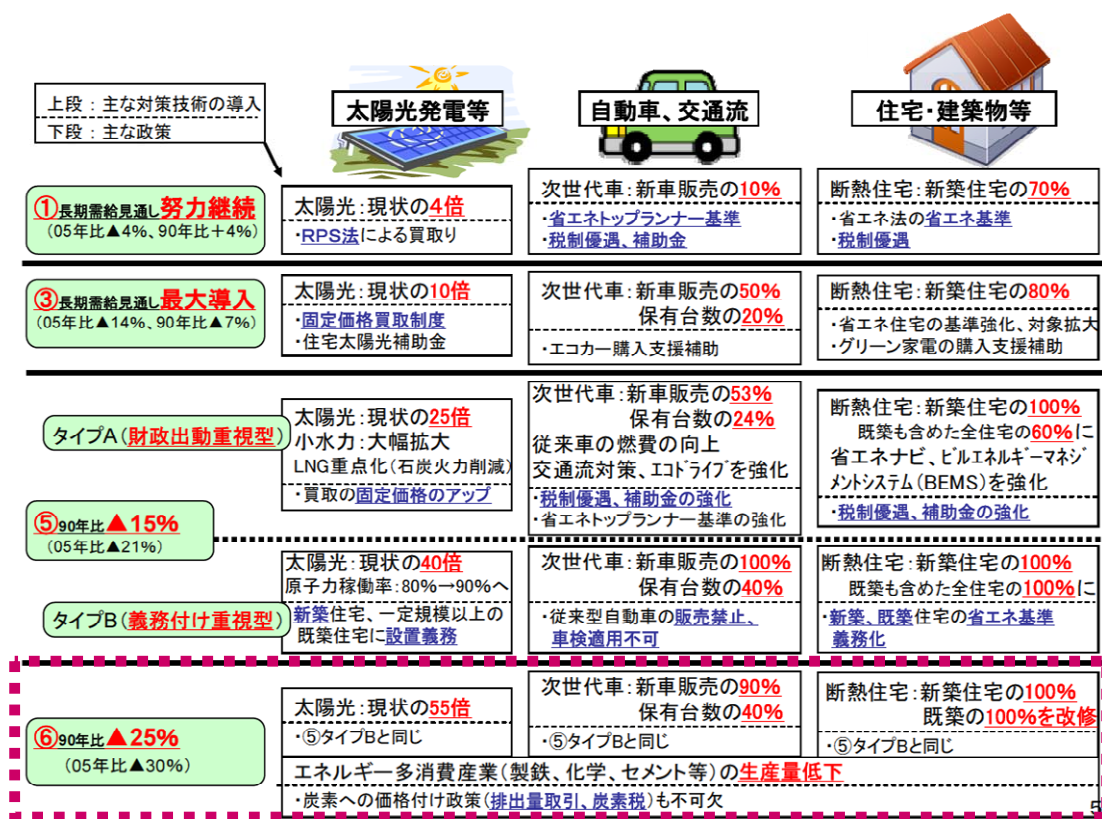 上段：主な対策技術の導入
下段：主な政策
太陽光発電等
自動車、交通流
住宅・建築物等
①長期需給見通し努力継続
（05年比▲4％、90年比＋4％）
太陽光：現状の4倍
・RPS法による買取り
次世代車：新車販売の10％
・省エネトップランナー基準
・税制優遇、補助金
断熱住宅：新築住宅の70％
・省エネ法の省エネ基準
・税制優遇
③長期需給見通し最大導入
（05年比▲14％、90年比▲7％）
太陽光：現状の10倍
・固定価格買取制度
・住宅太陽光補助金
次世代車：新車販売の50％
保有台数の20％
・エコカー購入支援補助
断熱住宅：新築住宅の80％
・省エネ住宅の基準強化、対象拡大
・グリーン家電の購入支援補助
⑤90年比▲15％
（05年比▲21％）
タイプA（財政出動重視型）
太陽光：現状の25倍
小水力：大幅拡大
LNG重点化（石炭火力削減）
・買取の固定価格のアップ
次世代車：新車販売の53％
保有台数の24％
従来車の燃費の向上
交通流対策、エコドライブを強化
・税制優遇、補助金の強化
・省エネトップランナー基準の強化
断熱住宅：新築住宅の100％
既築も含めた全住宅の60％に
省エネナビ、ビルエネルギーマネジ
メントシステム（BEMS）を強化
・税制優遇、補助金の強化
タイプB（義務付け重視型）
太陽光：現状の40倍
原子力稼働率：80％→90％へ
新築住宅、一定規模以上の
既築住宅に設置義務
次世代車：新車販売の100％
保有台数の40％
・従来型自動車の販売禁止、
車検適用不可
断熱住宅：新築住宅の100％
既築も含めた全住宅の100％に
・新築、既築住宅の省エネ基準
義務化
⑥90年比▲25％
（05年比▲30％）
太陽光：現状の55倍
・⑤タイプBと同じ
次世代車：新車販売の90％
保有台数の40％
・⑤タイプBと同じ
断熱住宅：新築住宅の100％
既築の100％を改修
・⑤タイプBと同じ
エネルギー多消費産業（製鉄、化学、セメント等）の生産量低下
・炭素への価格付け政策（排出量取引、炭素税）も不可欠
5